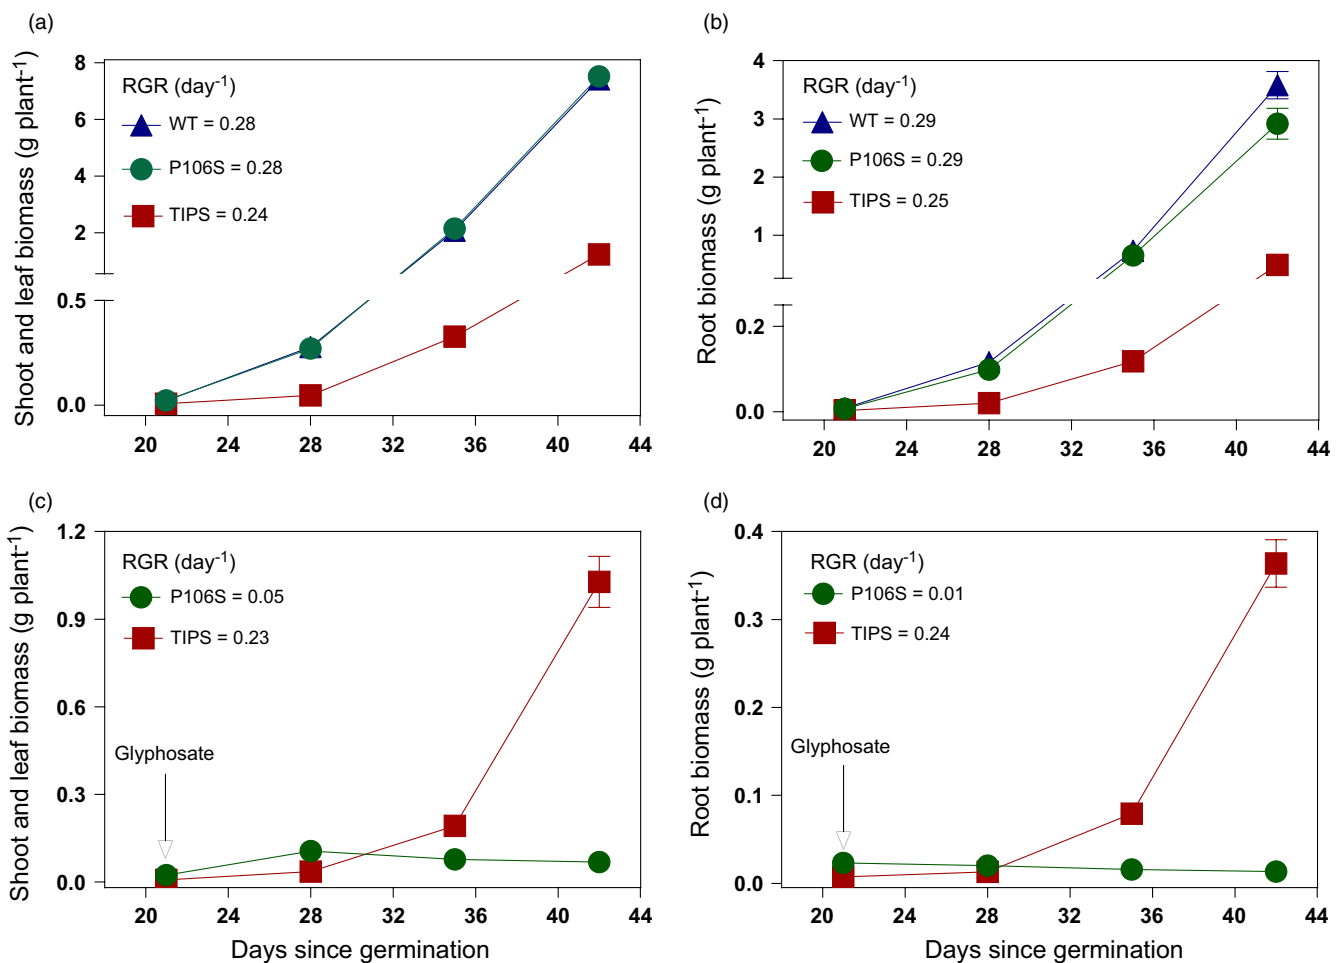 (a)
Shoot and leaf biomass (g plant⁻¹)
8
6
4
2
0.5
0.0
RGR (day⁻¹)
WT = 0.28
P106S = 0.28
TIPS = 0.24
20 24 28 32 36 40 44
(b)
Root biomass (g plant⁻¹)
4
3
2
1
0.2
0.0
RGR (day⁻¹)
WT = 0.29
P106S = 0.29
TIPS = 0.25
20 24 28 32 36 40 44
(c)
Shoot and leaf biomass (g plant⁻¹)
1.2
0.9
0.6
0.3
0.0
RGR (day⁻¹)
P106S = 0.05
TIPS = 0.23
Glyphosate
20 24 28 32 36 40 44
Days since germination
(d)
Root biomass (g plant⁻¹)
0.4
0.3
0.2
0.1
0.0
RGR (day⁻¹)
P106S = 0.01
TIPS = 0.24
Glyphosate
20 24 28 32 36 40 44
Days since germination